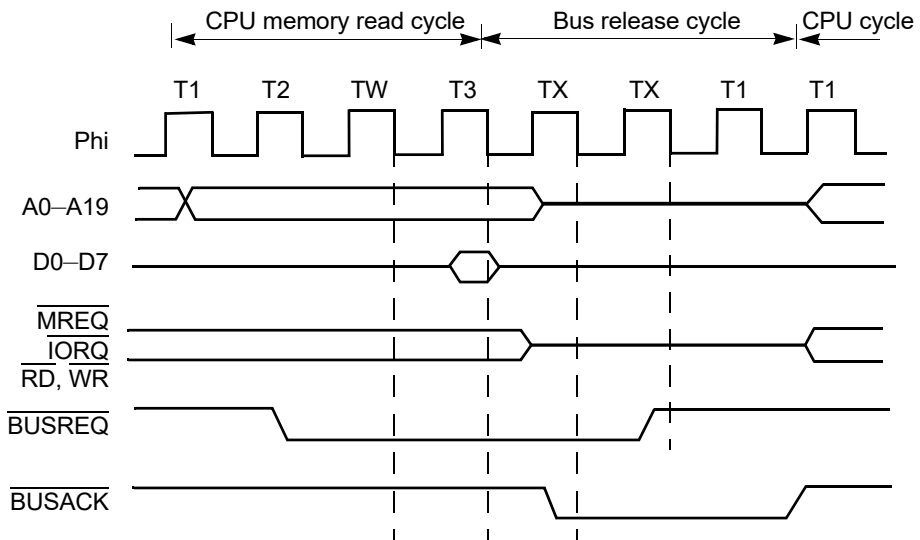 CPU memory read cycle Bus release cycle CPU cycle
T1 T2 TW T3 TX TX T1 T1
Phi
A0–A19
D0–D7
MREQ
IORQ
RD, WR
BUSREQ
BUSACK